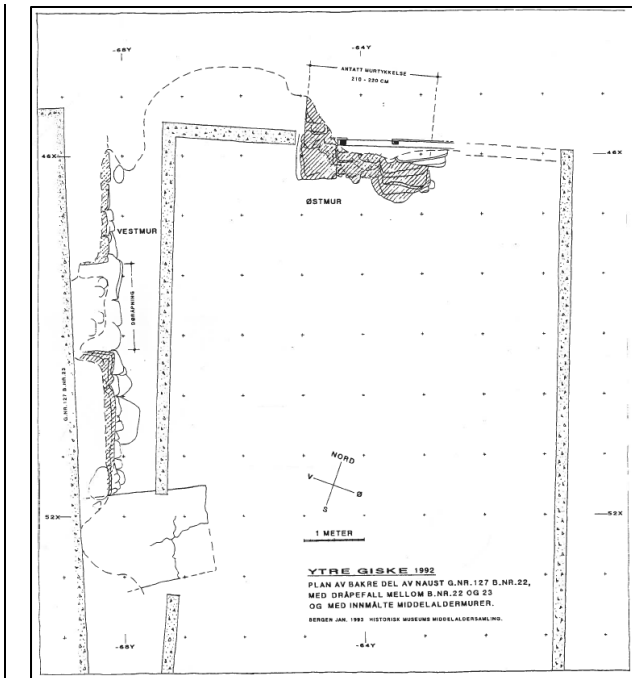 -68Y
-64Y
ANTATT MURTYKKELSE
210 - 220 CM
46X
46X
ØSTMUR
VESTMUR
DØRÅPNING
G.NR.127 B.NR.23
NORD
V
Ø
S
52X
52X
1 METER
YTRE GISKE 1992
PLAN AV BAKRE DEL AV NAUST G.NR.127 B.NR.22,
MED DRÅPEFALL MELLOM B.NR.22 OG 23
OG MED INNMÅLTE MIDDELALDERMURER.
BERGEN JAN. 1993 HISTORISK MUSEUMS MIDDELALDERSAMLING.
-68Y
-64Y